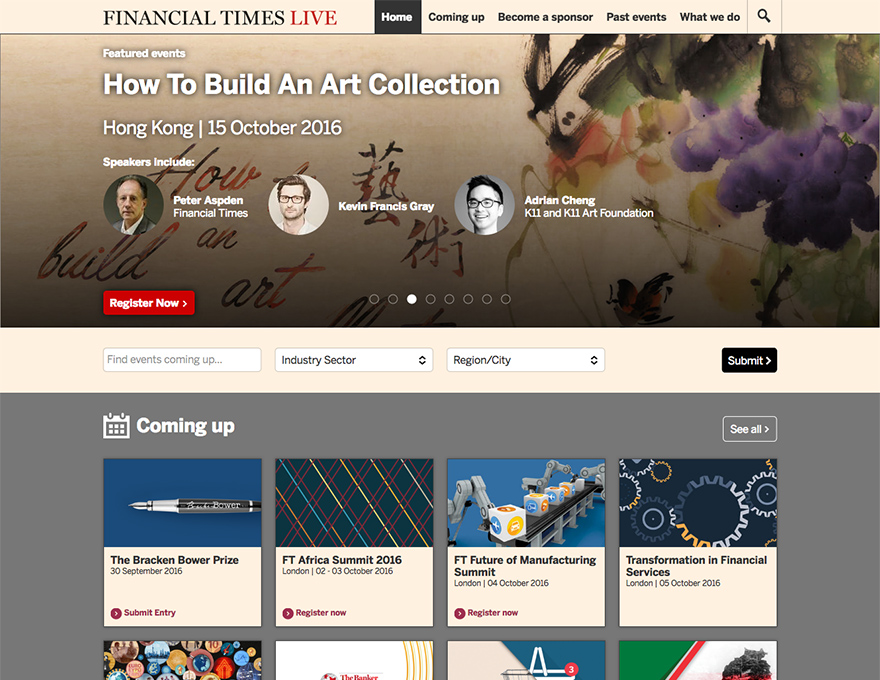 FINANCIAL TIMES LIVE
Home
Coming up
Become a sponsor
Past events
What we do
Featured events
How To Build An Art Collection
Hong Kong | 15 October 2016
Speakers Include:
Peter Aspden
Financial Times
Kevin Francis Gray
Adrian Cheng
K11 and K11 Art Foundation
How
build
an
art
藝
術
Register Now >
Find events coming up...
Industry Sector
Region/City
Submit >
Coming up
See all >
Bracken Bower
The Bracken Bower Prize
30 September 2016
Submit Entry
FT Africa Summit 2016
London | 02 - 03 October 2016
Register now
FT Future of Manufacturing
Summit
London | 04 October 2016
Register now
Transformation in Financial
Services
London | 05 October 2016
The Banker
3